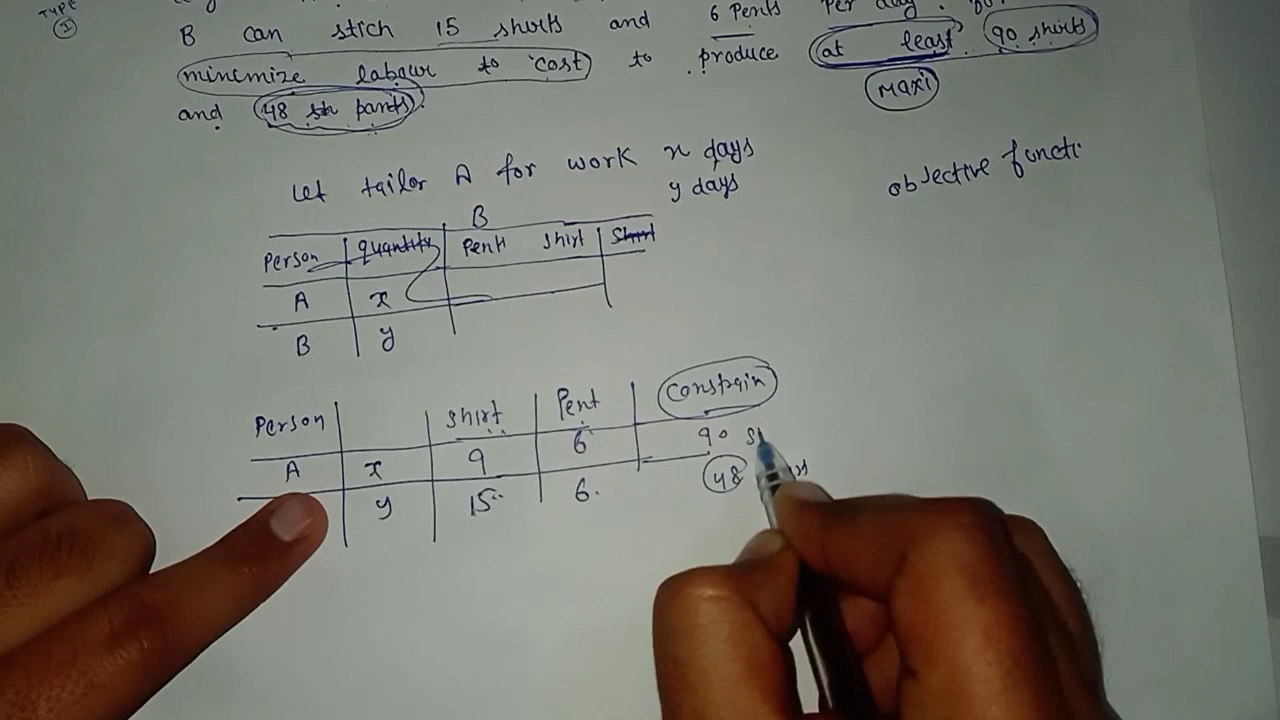 TYPE
I
B can stich 15 shirts and 6 Pents Per day.
minimize labour to cost to produce at least 90 shirts
and 48 pants. MAXI
Let tailor A for work x days
B y days
objective functi
Person quantity Pent shirt shirt
A x
B y
Person shirt Pent Constrain
A x 9 6 90
y 15 6. 48